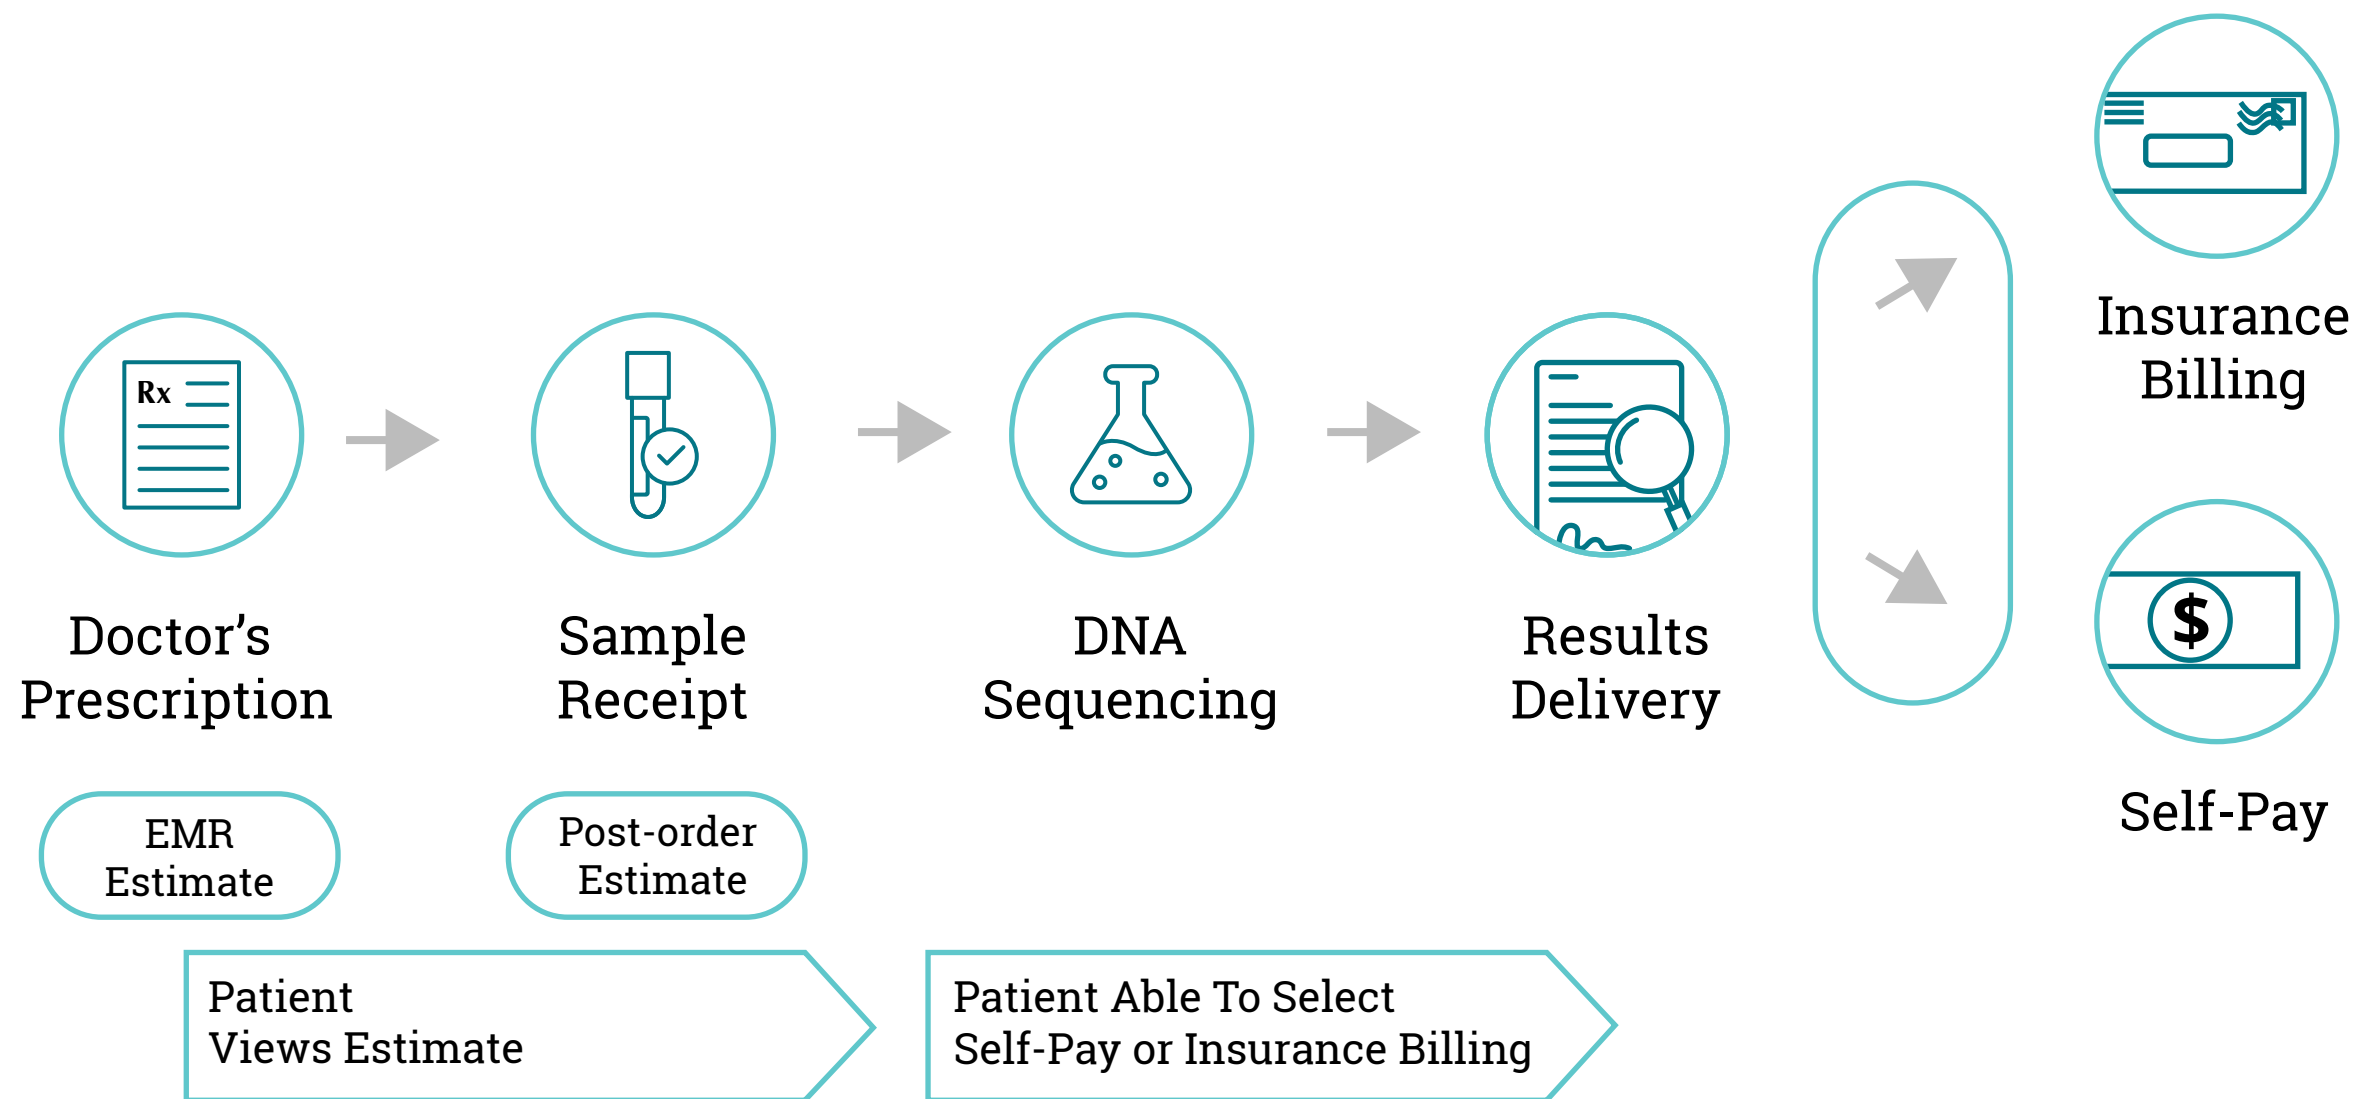 Rx
Doctor’s
Prescription
Sample
Receipt
DNA
Sequencing
Results
Delivery
Insurance
Billing
$
Self-Pay
EMR
Estimate
Post-order
Estimate
Patient
Views Estimate
Patient Able To Select
Self-Pay or Insurance Billing